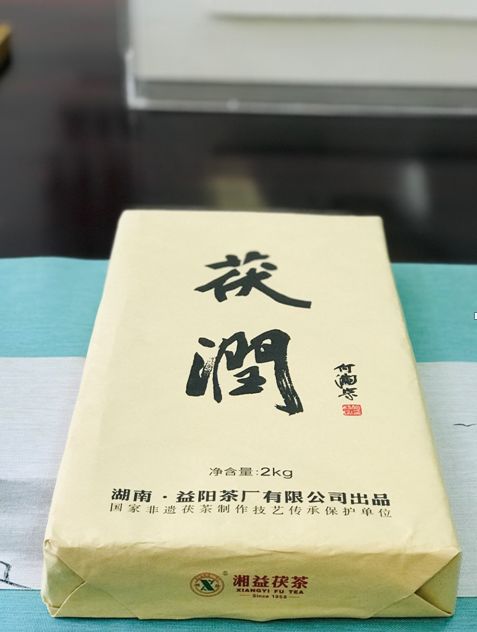 茯
潤
净含量:2kg
湖南·益阳茶厂有限公司出品
国家非遗茯茶制作技艺传承保护单位
湘益茯茶
XIANGYI FU TEA
Since 1958